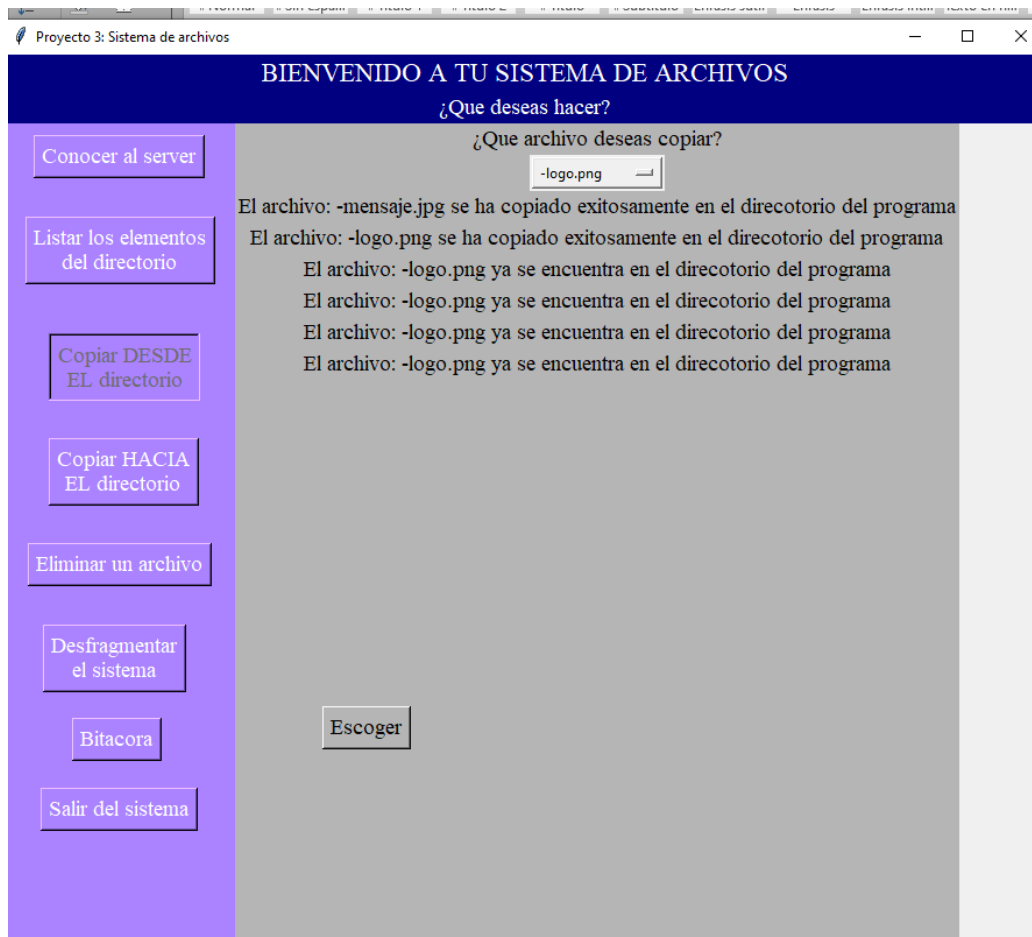 Proyecto 3: Sistema de archivos
BIENVENIDO A TU SISTEMA DE ARCHIVOS
¿Que deseas hacer?
Conocer al server
Listar los elementos
del directorio
Copiar DESDE
EL directorio
Copiar HACIA
EL directorio
Eliminar un archivo
Desfragmentar
el sistema
Bitacora
Salir del sistema
¿Que archivo deseas copiar?
-logo.png
El archivo: -mensaje.jpg se ha copiado exitosamente en el direcotorio del programa
El archivo: -logo.png se ha copiado exitosamente en el direcotorio del programa
El archivo: -logo.png ya se encuentra en el direcotorio del programa
El archivo: -logo.png ya se encuentra en el direcotorio del programa
El archivo: -logo.png ya se encuentra en el direcotorio del programa
El archivo: -logo.png ya se encuentra en el direcotorio del programa
Escoger